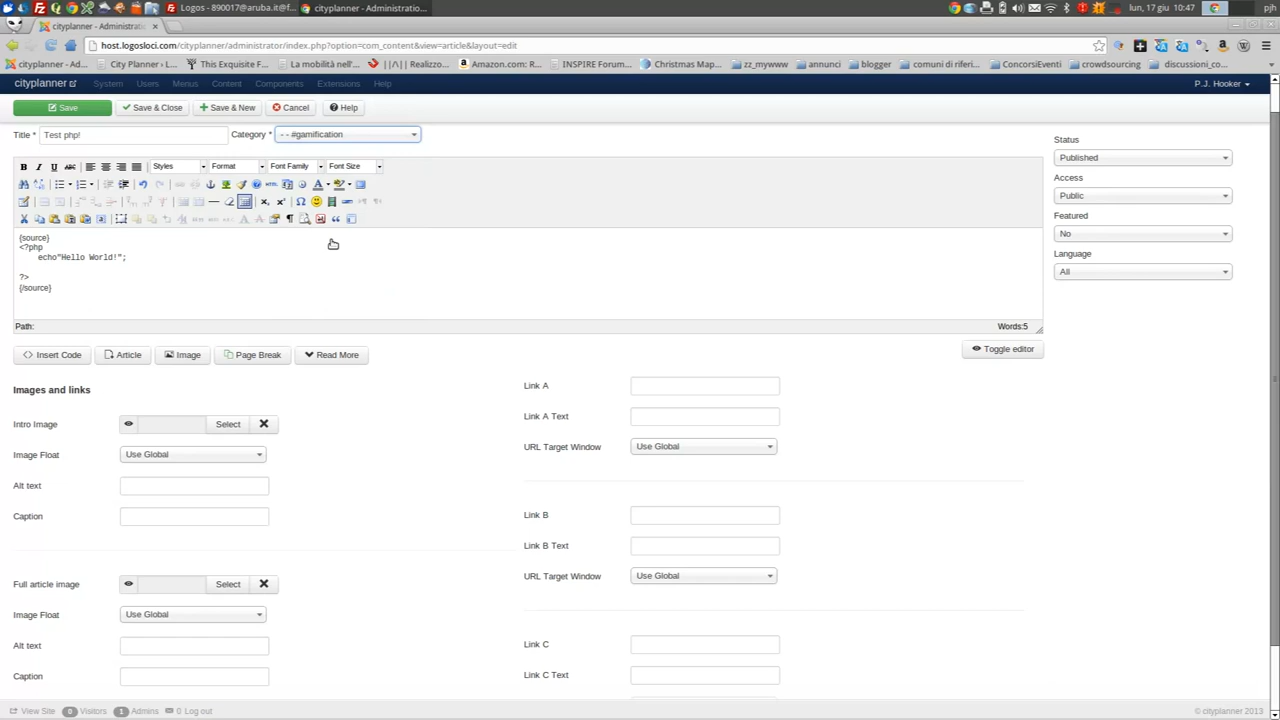 Logos - 890017@aruba.it@f...
cityplanner - Administratio...
lun, 17 giu
10:47
pjh
cityplanner - Administration
host.logosloci.com/cityplanner/administrator/index.php?option=com_content&view=article&layout=edit
cityplanner - Ad...
City Planner › L...
This Exquisite F...
La mobilità nell'...
||∧|| Realizzo...
Amazon.com: R...
INSPIRE Forum...
Christmas Map...
zz_mywww
annunci
blogger
comuni di riferi...
ConcorsiEventi
crowdsourcing
discussioni_co...
cityplanner
System
Users
Menus
Content
Components
Extensions
Help
P.J. Hooker
Save
Save & Close
Save & New
Cancel
Help
Title *
Test php!
Category *
- - #gamification
Status
Published
Access
Public
Featured
No
Language
All
B I U ABC
Styles
Format
Font Family
Font Size
HTML
{source}
<?php
echo"Hello World!";
?>
{/source}
Path:
Words:5
Insert Code
Article
Image
Page Break
Read More
Toggle editor
Images and links
Intro Image
Select
Image Float
Use Global
Alt text
Caption
Full article image
Select
Image Float
Use Global
Alt text
Caption
Link A
Link A Text
URL Target Window
Use Global
Link B
Link B Text
URL Target Window
Use Global
Link C
Link C Text
View Site
0 Visitors
1 Admins
0 Log out
© cityplanner 2013